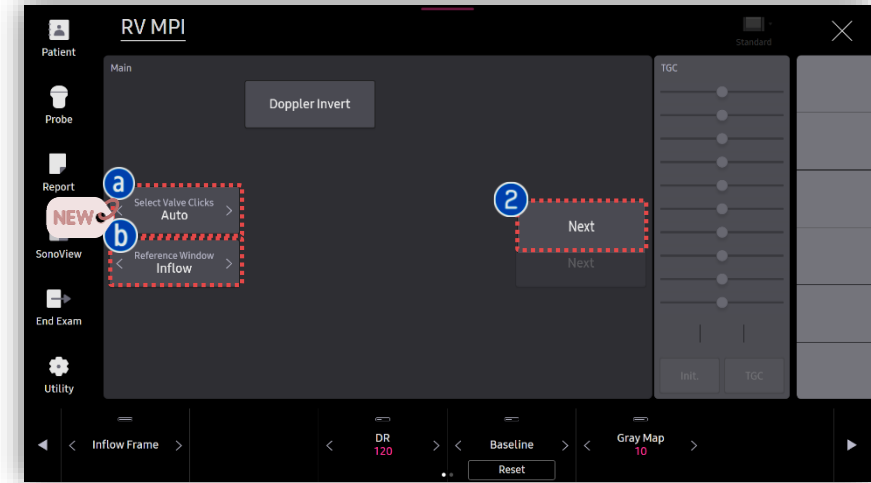 RV MPI
Standard
Patient
Probe
Report
NEW
SonoView
End Exam
Utility
Main
Doppler Invert
a
Select Valve Clicks
Auto
b
Reference Window
Inflow
2
Next
Next
TGC
Init.
TGC
Inflow Frame
DR
120
Baseline
Reset
Gray Map
10